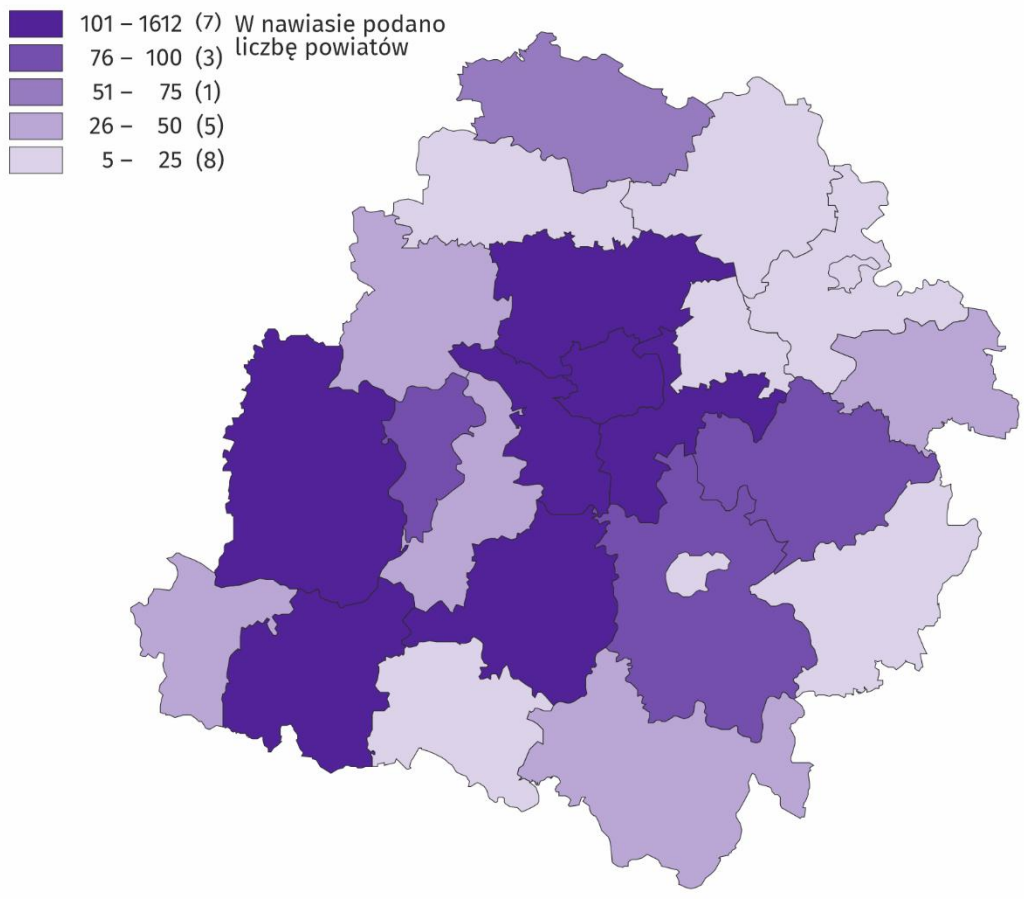 101 – 1612 (7) W nawiasie podano
liczbę powiatów
76 – 100 (3)
51 – 75 (1)
26 – 50 (5)
5 – 25 (8)